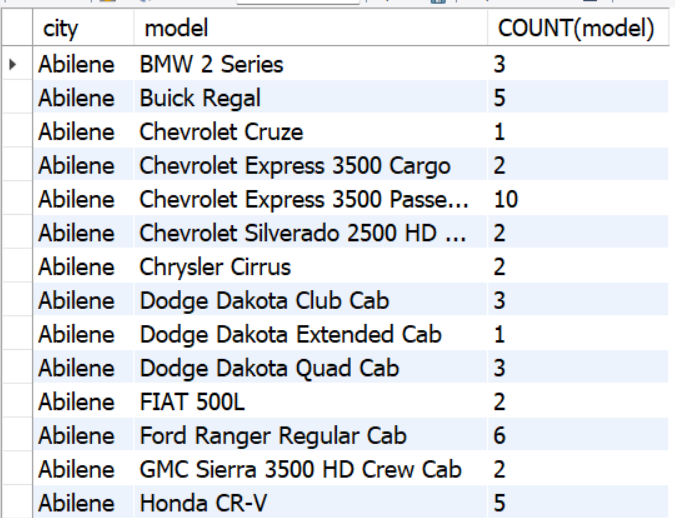 city model COUNT(model)
Abilene BMW 2 Series 3
Abilene Buick Regal 5
Abilene Chevrolet Cruze 1
Abilene Chevrolet Express 3500 Cargo 2
Abilene Chevrolet Express 3500 Passe... 10
Abilene Chevrolet Silverado 2500 HD ... 2
Abilene Chrysler Cirrus 2
Abilene Dodge Dakota Club Cab 3
Abilene Dodge Dakota Extended Cab 1
Abilene Dodge Dakota Quad Cab 3
Abilene FIAT 500L 2
Abilene Ford Ranger Regular Cab 6
Abilene GMC Sierra 3500 HD Crew Cab 2
Abilene Honda CR-V 5